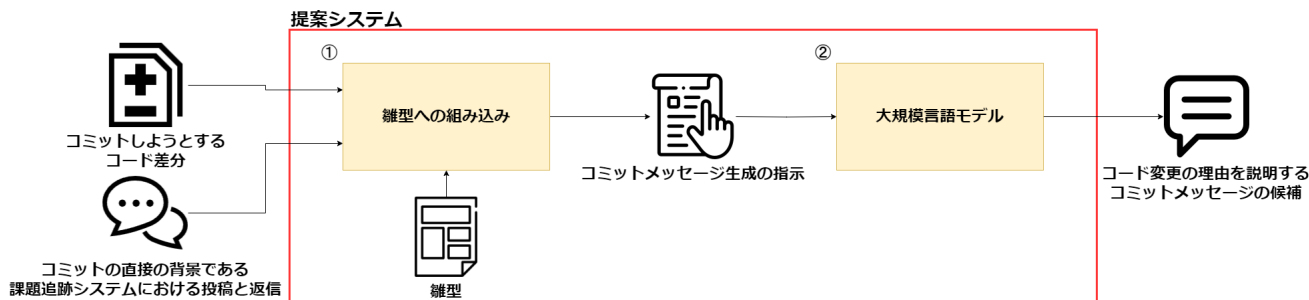 提案システム
①
②
雛型への組み込み
大規模言語モデル
コミットしようとする
コード差分
コミットメッセージ生成の指示
コード変更の理由を説明する
コミットメッセージの候補
コミットの直接の背景である
課題追跡システムにおける投稿と返信
雛型